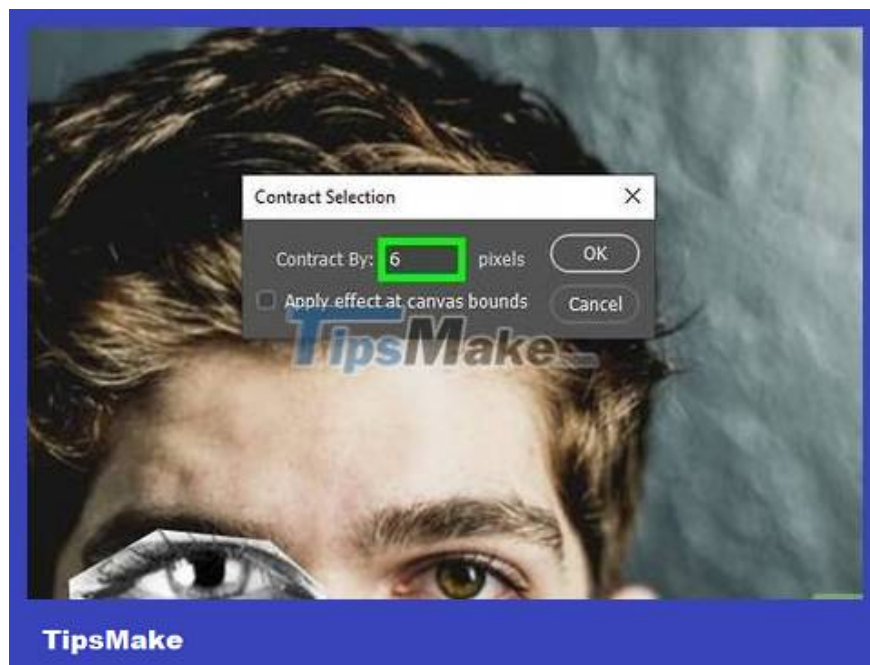 Contract Selection
Contract By: 6 pixels OK
Apply effect at canvas bounds Cancel
TipsMake
TipsMake